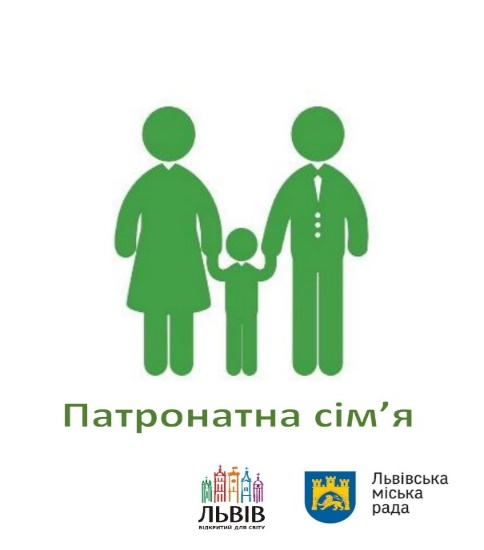 Патронатна сім’я
ЛЬВІВ
ВІДКРИТИЙ ДЛЯ СВІТУ
Львівська
міська
рада